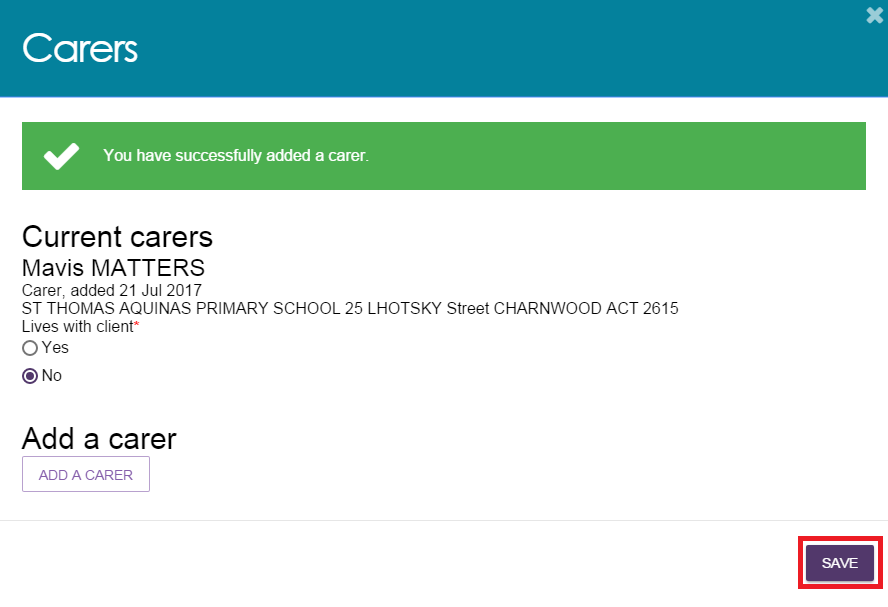 Carers
You have successfully added a carer.
Current carers
Mavis MATTERS
Carer, added 21 Jul 2017
ST THOMAS AQUINAS PRIMARY SCHOOL 25 LHOTSKY Street CHARNWOOD ACT 2615
Lives with client*
Yes
No
Add a carer
ADD A CARER
SAVE